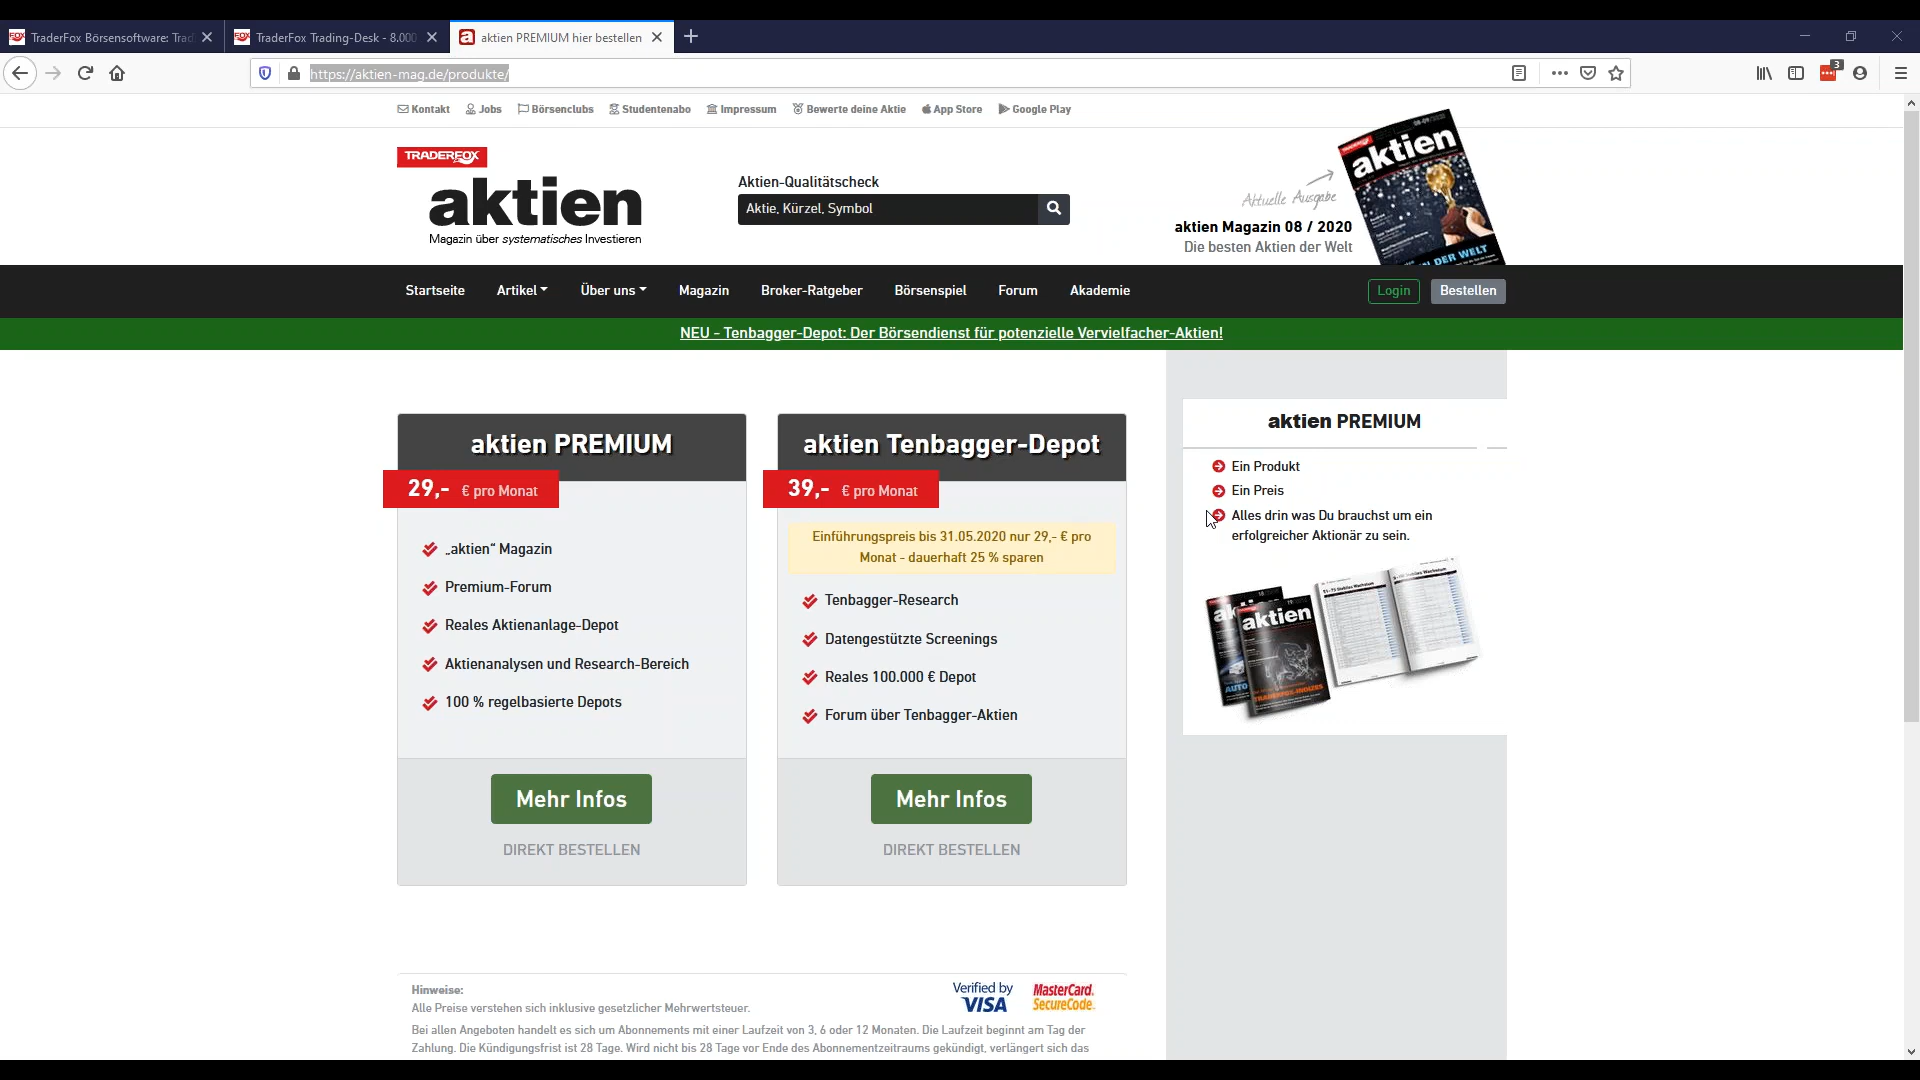 TraderFox Börsensoftware: Trad
TraderFox Trading-Desk - 8.000
aktien PREMIUM hier bestellen
https://aktien-mag.de/produkte/
3
Kontakt
Jobs
Börsenclubs
Studentenabo
Impressum
Bewerte deine Aktie
App Store
Google Play
TRADERFOX
aktien
Magazin über systematisches Investieren
Aktien-Qualitätscheck
Aktie, Kürzel, Symbol
Aktuelle Ausgabe
aktien Magazin 08 / 2020
Die besten Aktien der Welt
aktien
N DER WELT
Startseite
Artikel
Über uns
Magazin
Broker-Ratgeber
Börsenspiel
Forum
Akademie
Login
Bestellen
NEU - Tenbagger-Depot: Der Börsendienst für potenzielle Vervielfacher-Aktien!
aktien PREMIUM
29,- € pro Monat
„aktien“ Magazin
Premium-Forum
Reales Aktienanlage-Depot
Aktienanalysen und Research-Bereich
100 % regelbasierte Depots
Mehr Infos
DIREKT BESTELLEN
aktien Tenbagger-Depot
39,- € pro Monat
Einführungspreis bis 31.05.2020 nur 29,- € pro
Monat - dauerhaft 25 % sparen
Tenbagger-Research
Datengestützte Screenings
Reales 100.000 € Depot
Forum über Tenbagger-Aktien
Mehr Infos
DIREKT BESTELLEN
aktien PREMIUM
Ein Produkt
Ein Preis
Alles drin was Du brauchst um ein
erfolgreicher Aktionär zu sein.
aktien
AUTO
TRADERFOX-INDIZES
Hinweise:
Alle Preise verstehen sich inklusive gesetzlicher Mehrwertsteuer.
Verified by
VISA
MasterCard.
SecureCode.
Bei allen Angeboten handelt es sich um Abonnements mit einer Laufzeit von 3, 6 oder 12 Monaten. Die Laufzeit beginnt am Tag der
Zahlung. Die Kündigungsfrist ist 28 Tage. Wird nicht bis 28 Tage vor Ende des Abonnementzeitraums gekündigt, verlängert sich das